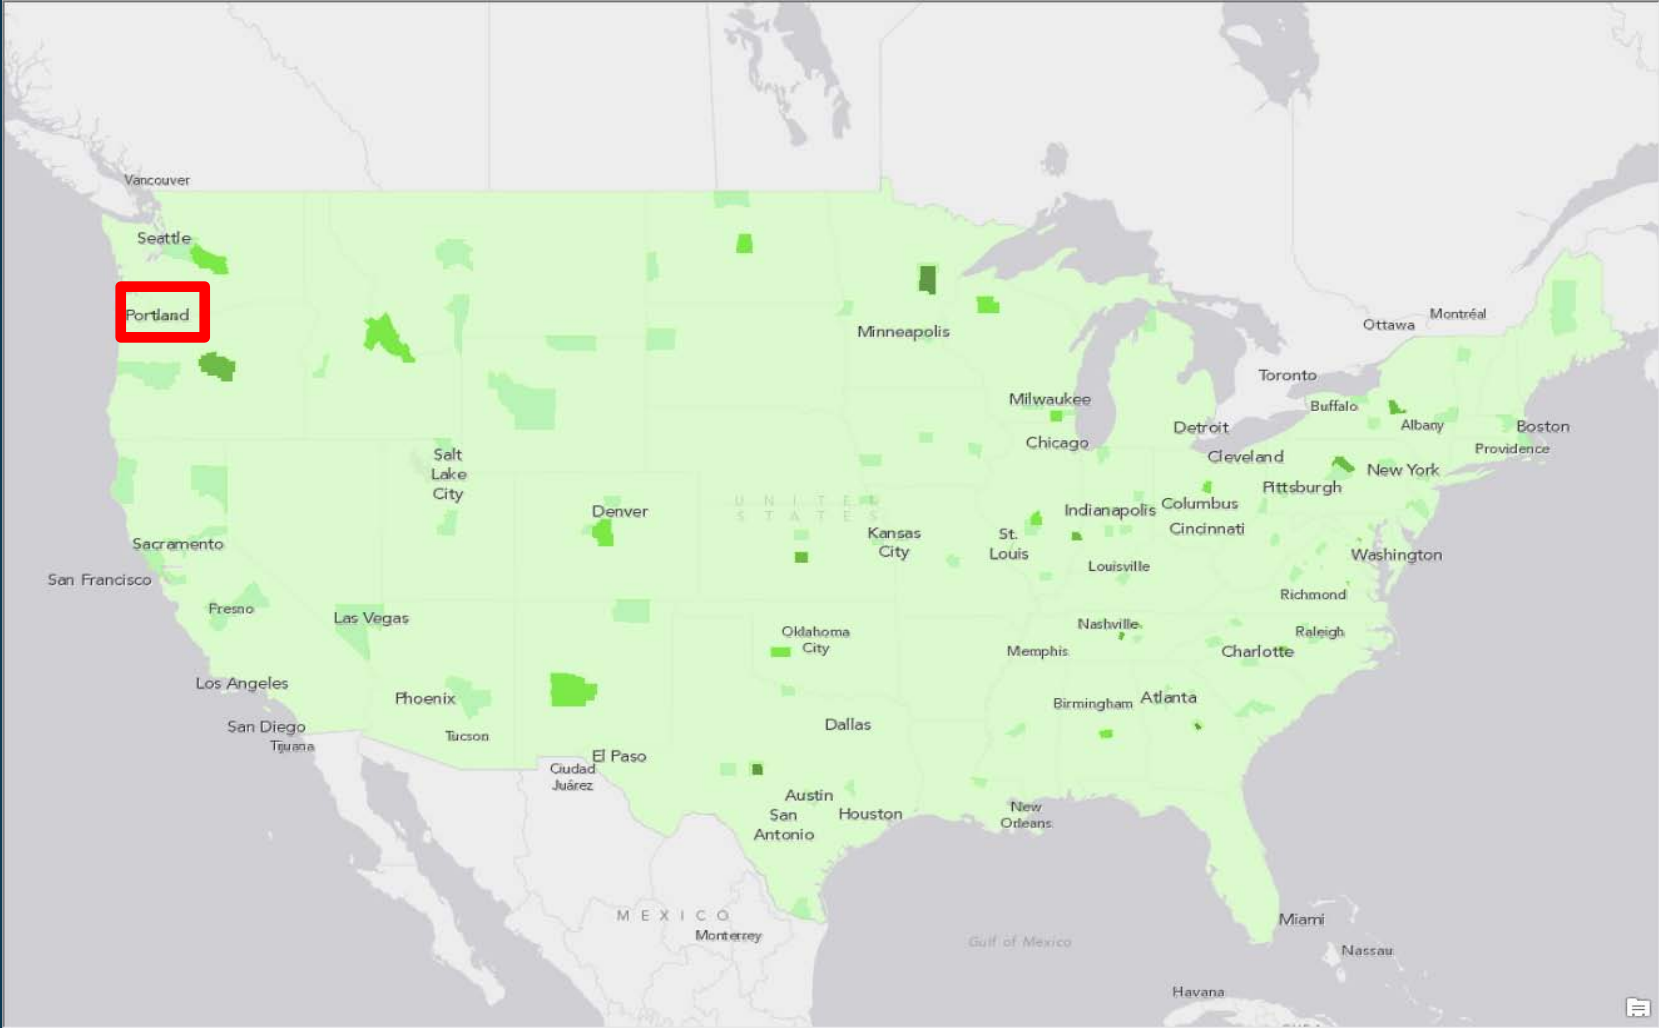 Vancouver
Seattle
Portland
Ottawa
Montréal
Minneapolis
Toronto
Milwaukee
Buffalo
Albany
Boston
Detroit
Chicago
Cleveland
Providence
New York
Salt
Lake
City
Pittsburgh
UNITED
STATES
Denver
Indianapolis
Columbus
Cincinnati
Sacramento
Kansas
City
St.
Louis
Washington
San Francisco
Louisville
Richmond
Fresno
Las Vegas
Nashville
Raleigh
Oklahoma
City
Memphis
Charlotte
Los Angeles
Phoenix
Birmingham
Atlanta
San Diego
Tijuana
Tucson
Dallas
El Paso
Ciudad
Juárez
Austin
San
Antonio
Houston
New
Orleans
MEXICO
Monterrey
Gulf of Mexico
Miami
Nassau
Havana